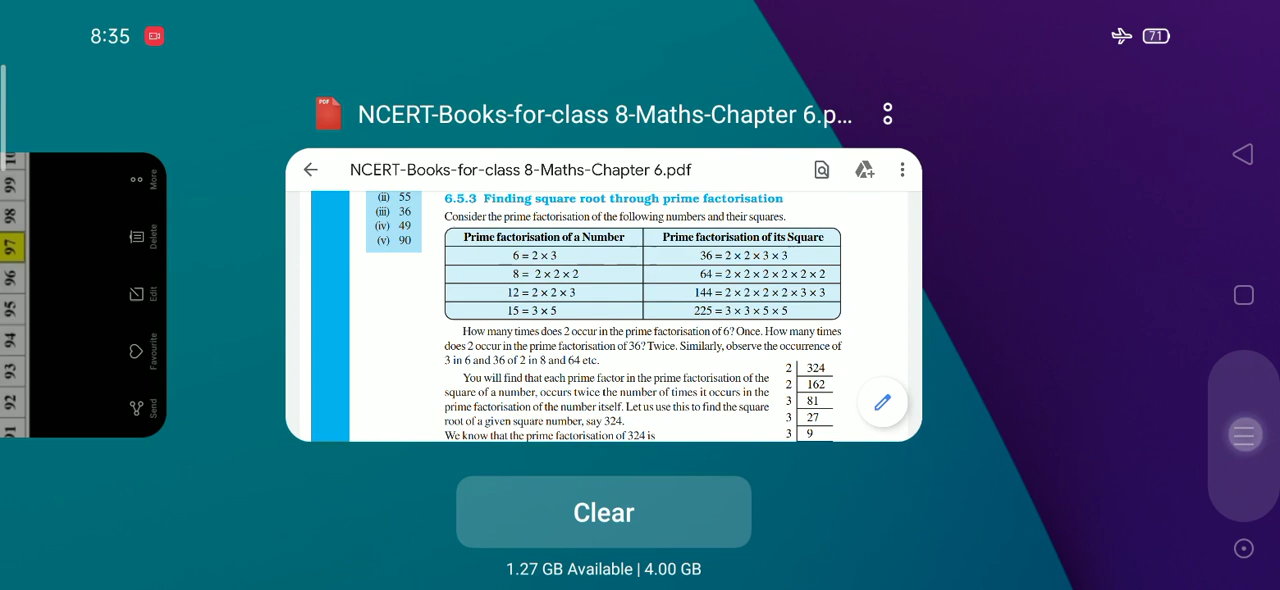 8:35
71
PDF
NCERT-Books-for-class 8-Maths-Chapter 6.p...
NCERT-Books-for-class 8-Maths-Chapter 6.pdf
(ii) 55
(iii) 36
(iv) 49
(v) 90
6.5.3 Finding square root through prime factorisation
Consider the prime factorisation of the following numbers and their squares.
Prime factorisation of a Number Prime factorisation of its Square
6 = 2 × 3 36 = 2 × 2 × 3 × 3
8 = 2 × 2 × 2 64 = 2 × 2 × 2 × 2 × 2 × 2
12 = 2 × 2 × 3 144 = 2 × 2 × 2 × 2 × 3 × 3
15 = 3 × 5 225 = 3 × 3 × 5 × 5
How many times does 2 occur in the prime factorisation of 6? Once. How many times
does 2 occur in the prime factorisation of 36? Twice. Similarly, observe the occurrence of
3 in 6 and 36 of 2 in 8 and 64 etc.
You will find that each prime factor in the prime factorisation of the
square of a number, occurs twice the number of times it occurs in the
prime factorisation of the number itself. Let us use this to find the square
root of a given square number, say 324.
We know that the prime factorisation of 324 is
2 324
2 162
3 81
3 27
3 9
99
98
97
96
95
94
93
92
More
Delete
Edit
Favourite
Send
Clear
1.27 GB Available | 4.00 GB